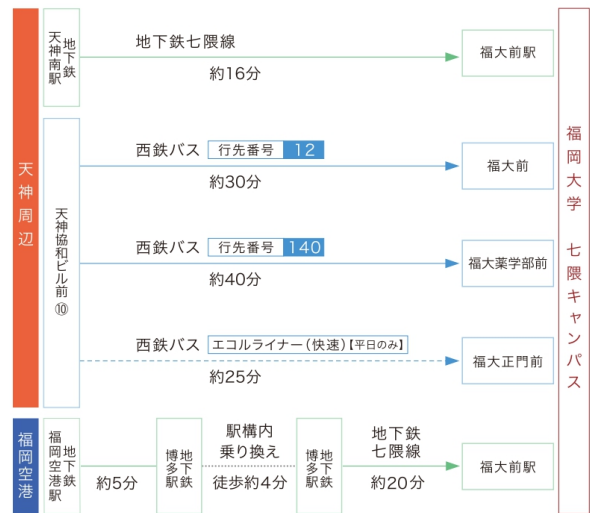 天神周辺
地下鉄
天神南駅
地下鉄七隈線
約16分
福大前駅
天神協和ビル前 ⑩
西鉄バス 行先番号 12
約30分
福大前
西鉄バス 行先番号 140
約40分
福大薬学部前
西鉄バス エコルライナー(快速)【平日のみ】
約25分
福大正門前
福岡空港
地下鉄
福岡空港駅
約5分
地下鉄
博多駅
駅構内
乗り換え
徒歩約4分
地下鉄
博多駅
地下鉄
七隈線
約20分
福大前駅
福岡大学 七隈キャンパス